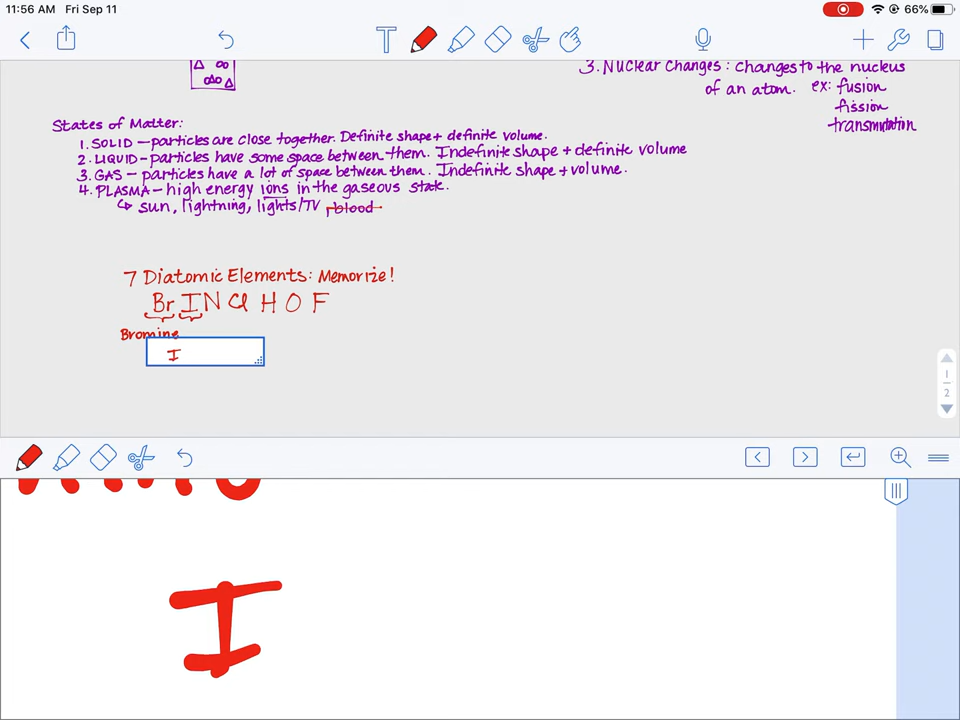 11:56 AM Fri Sep 11
66%
T
3. Nuclear Changes: Changes to the nucleus
of an atom. ex: fusion
fission
transmutation
States of Matter:
1. SOLID — particles are close together. Definite shape + definite volume.
2. LIQUID — particles have some space between them. Indefinite shape + definite volume
3. GAS — particles have a lot of space between them. Indefinite shape + volume.
4. PLASMA — high energy ions in the gaseous state.
↳ sun, lightning, lights/TV blood
7 Diatomic Elements: Memorize!
Br I N Cl H O F
Bromine
I
1
2
I